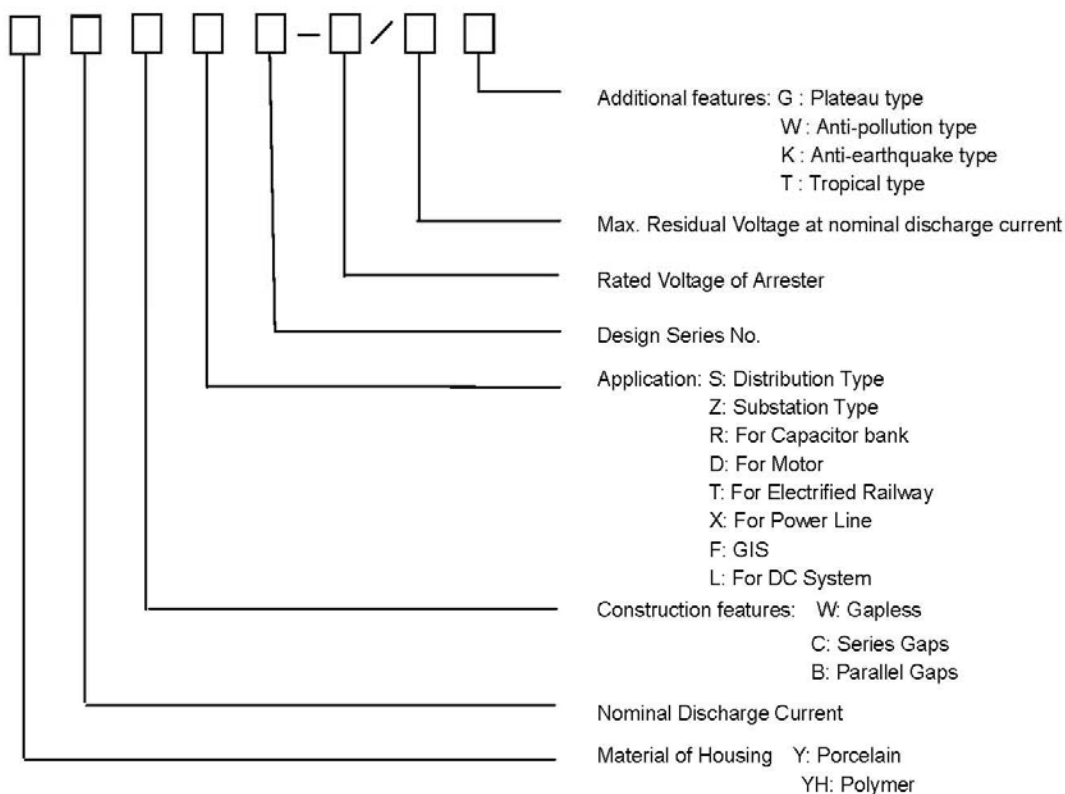 - /
Additional features: G : Plateau type
W : Anti-pollution type
K : Anti-earthquake type
T : Tropical type
Max. Residual Voltage at nominal discharge current
Rated Voltage of Arrester
Design Series No.
Application: S: Distribution Type
Z: Substation Type
R: For Capacitor bank
D: For Motor
T: For Electrified Railway
X: For Power Line
F: GIS
L: For DC System
Construction features: W: Gapless
C: Series Gaps
B: Parallel Gaps
Nominal Discharge Current
Material of Housing Y: Porcelain
YH: Polymer